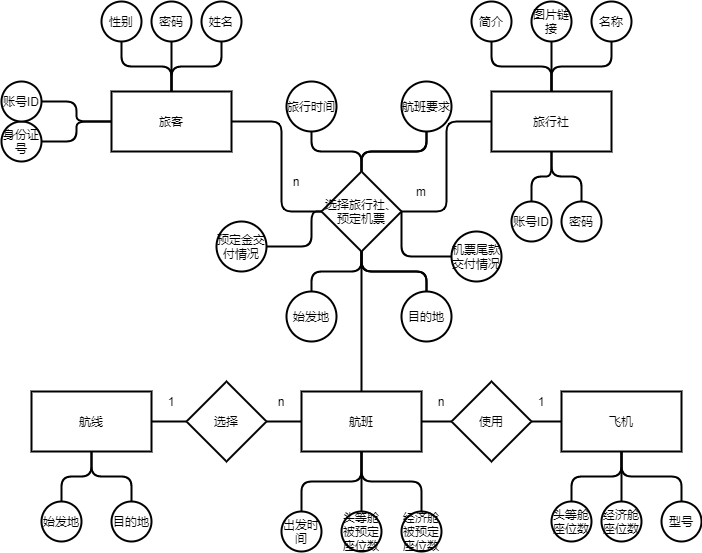 性别
密码
姓名
简介
图片链
接
名称
账号ID
身份证
号
旅客
旅行时间
航班要求
旅行社
n
m
选择旅行社、
预定机票
账号ID
密码
预定金交
付情况
机票尾款
交付情况
始发地
目的地
航线
1
选择
n
航班
n
使用
1
飞机
始发地
目的地
出发时
间
头等舱
被预定
座位数
经济舱
被预定
座位数
头等舱
座位数
经济舱
座位数
型号